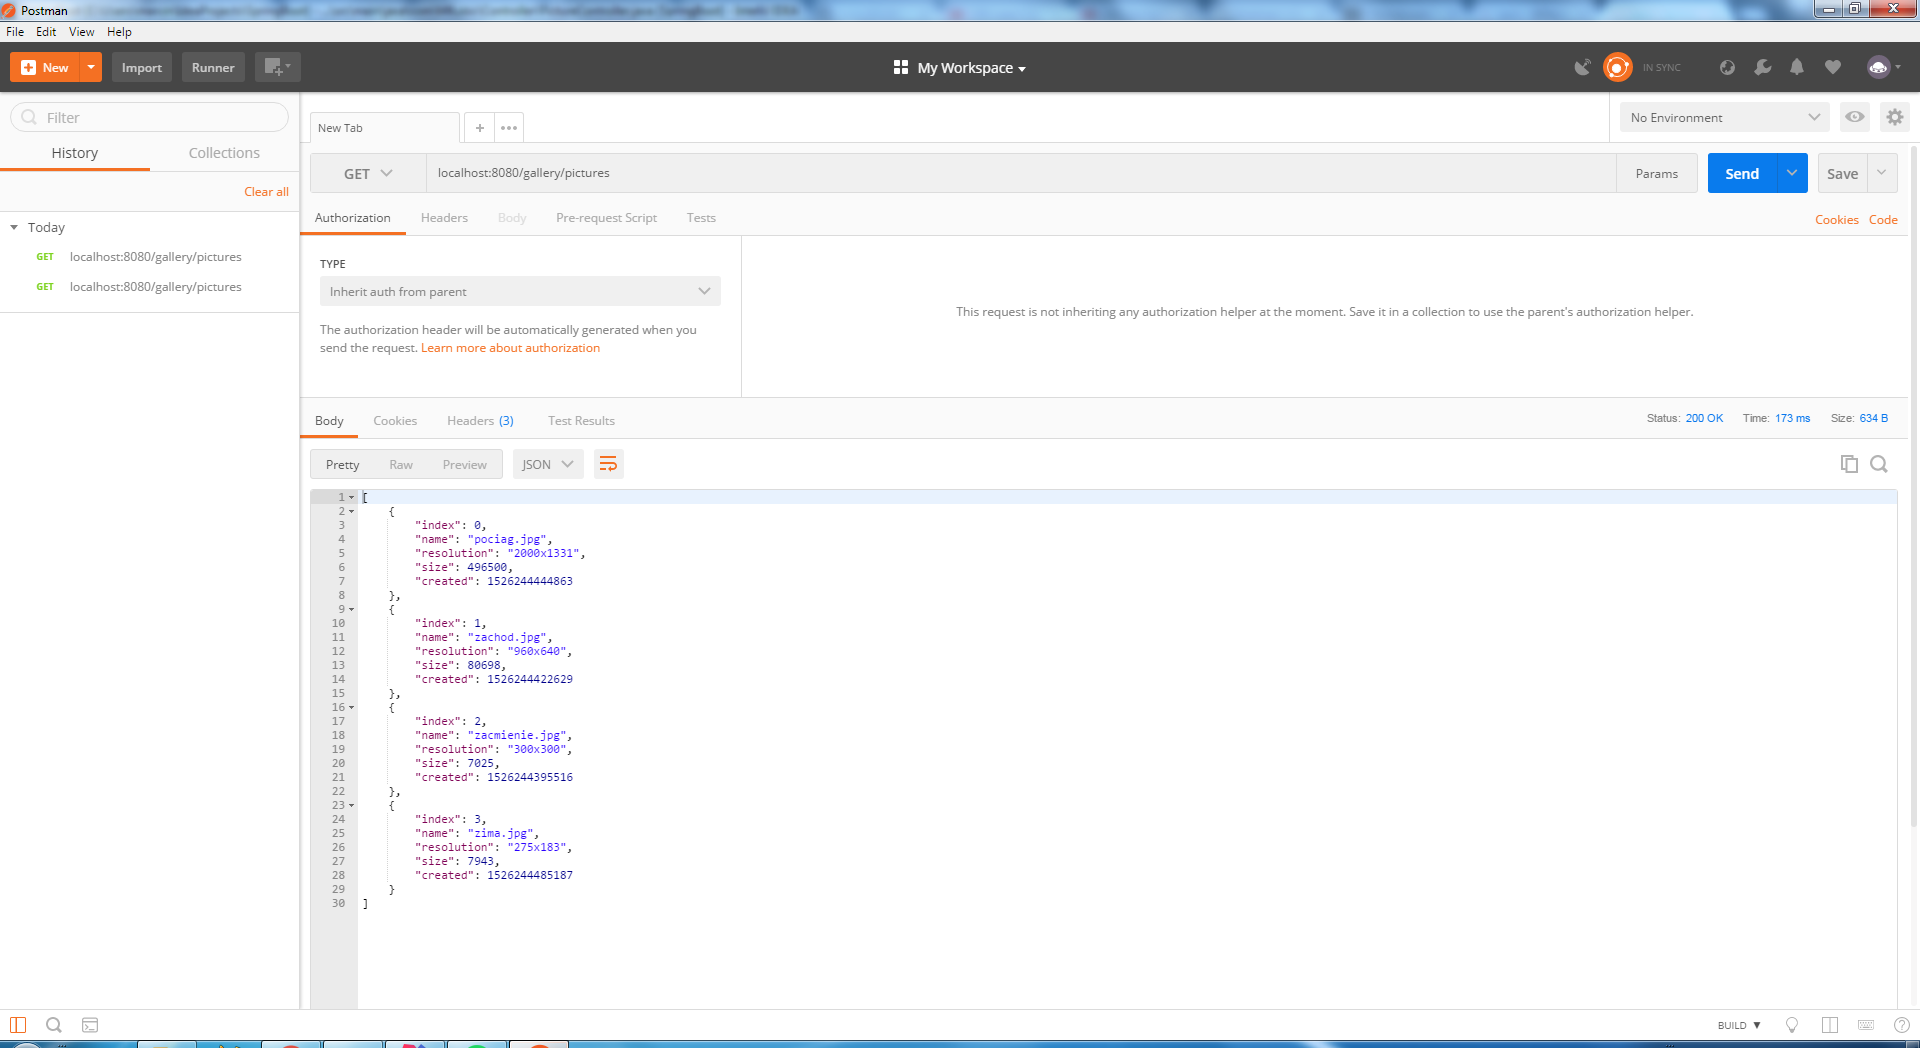 Postman
File Edit View Help
New Import Runner My Workspace IN SYNC
Filter
History Collections
Clear all
Today
GET localhost:8080/gallery/pictures
GET localhost:8080/gallery/pictures
New Tab + ••• No Environment
GET localhost:8080/gallery/pictures Params Send Save
Authorization Headers Body Pre-request Script Tests Cookies Code
TYPE
Inherit auth from parent
The authorization header will be automatically generated when you
send the request. Learn more about authorization
This request is not inheriting any authorization helper at the moment. Save it in a collection to use the parent's authorization helper.
Body Cookies Headers (3) Test Results Status: 200 OK Time: 173 ms Size: 634 B
Pretty Raw Preview JSON
1 [
2 {
3 "index": 0,
4 "name": "pociag.jpg",
5 "resolution": "2000x1331",
6 "size": 496500,
7 "created": 1526244444863
8 },
9 {
10 "index": 1,
11 "name": "zachod.jpg",
12 "resolution": "960x640",
13 "size": 80698,
14 "created": 1526244422629
15 },
16 {
17 "index": 2,
18 "name": "zacmienie.jpg",
19 "resolution": "300x300",
20 "size": 7025,
21 "created": 1526244395516
22 },
23 {
24 "index": 3,
25 "name": "zima.jpg",
26 "resolution": "275x183",
27 "size": 7943,
28 "created": 1526244485187
29 }
30 ]
BUILD